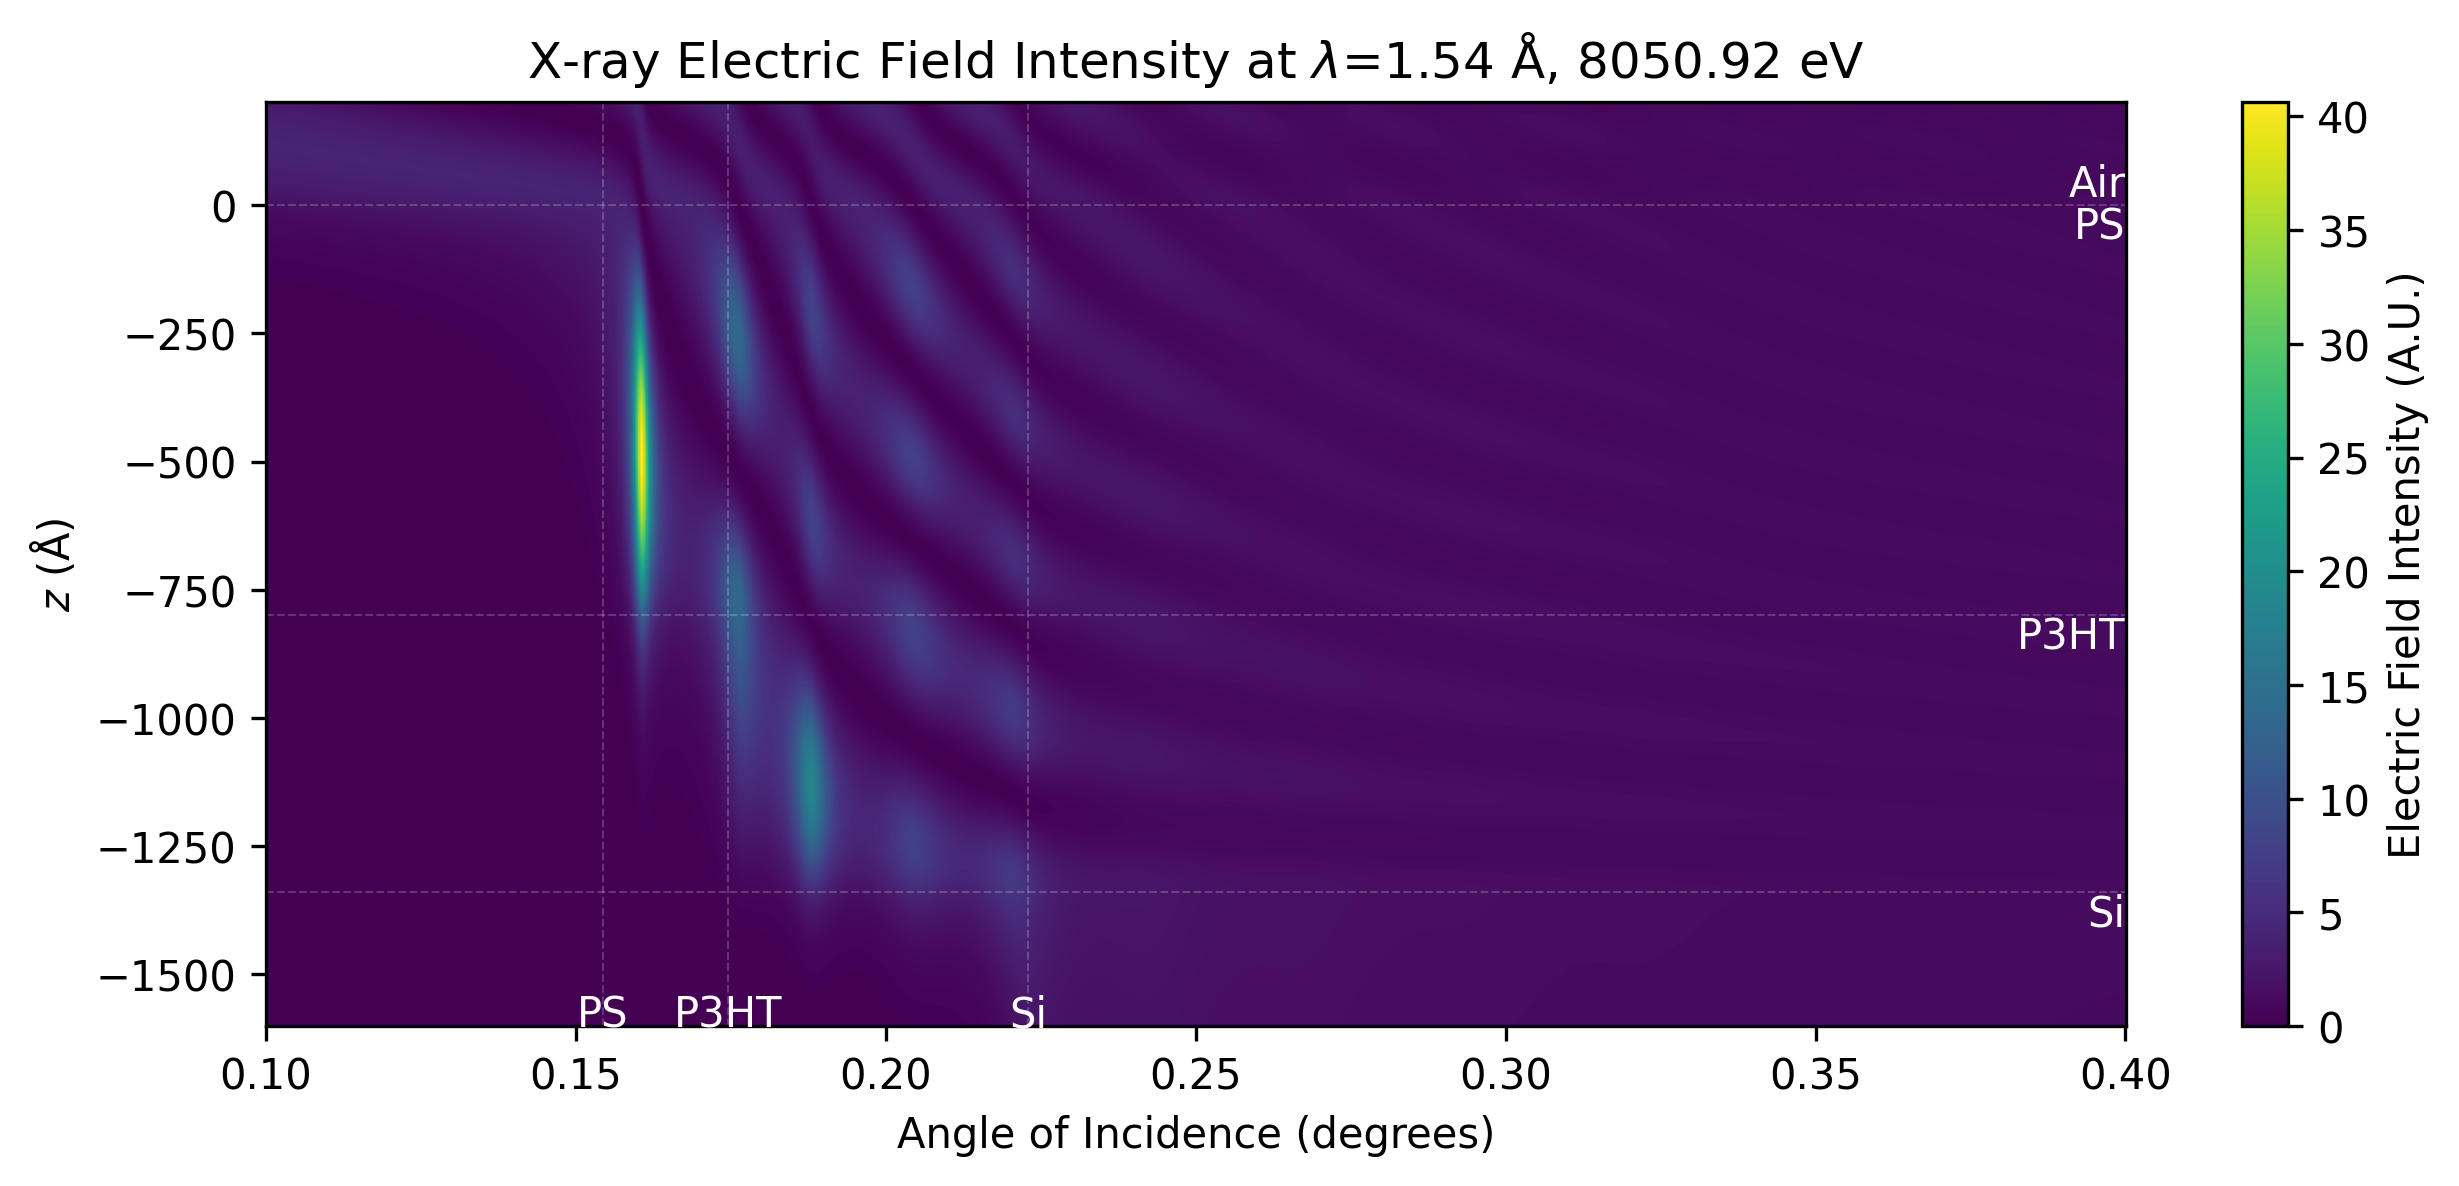 X-ray Electric Field Intensity at λ=1.54 Å, 8050.92 eV
z (Å)
0
−250
−500
−750
−1000
−1250
−1500
Air
PS
P3HT
Si
PS
P3HT
Si
0.10
0.15
0.20
0.25
0.30
0.35
0.40
Angle of Incidence (degrees)
40
35
30
25
20
15
10
5
0
Electric Field Intensity (A.U.)